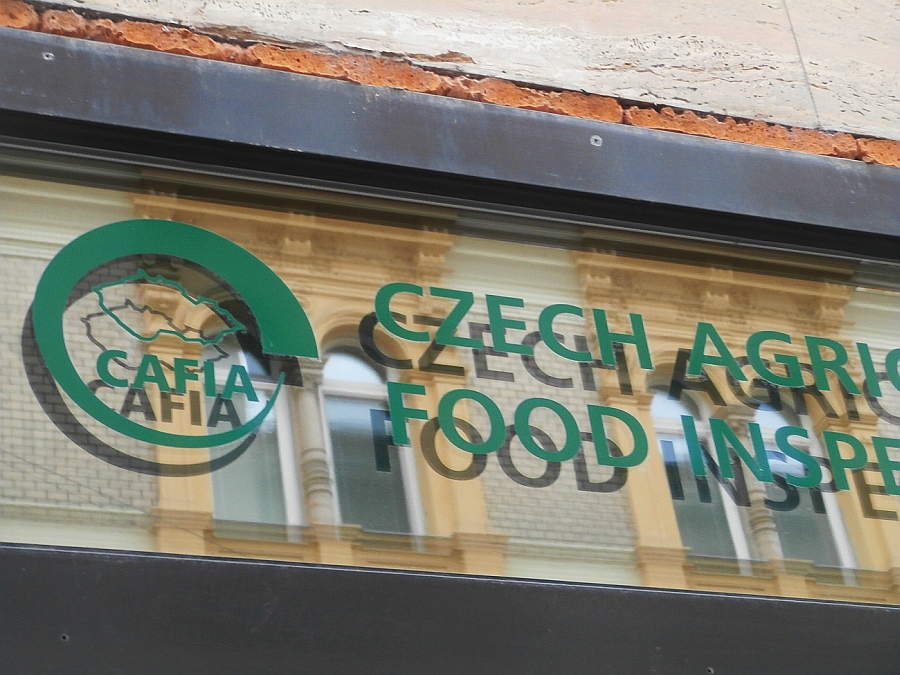 CAFIA
CZECH AGRIC
FOOD INSPE